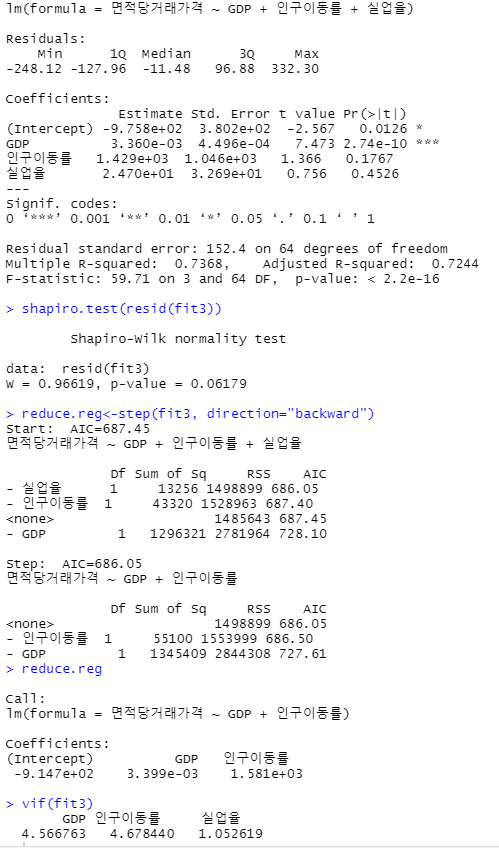 lm(formula = 면적당거래가격 ~ GDP + 인구이동률 + 실업율)
Residuals:
Min 1Q Median 3Q Max
-248.12 -127.96 -11.48 96.88 332.30
Coefficients:
Estimate Std. Error t value Pr(>|t|)
(Intercept) -9.758e+02 3.802e+02 -2.567 0.0126 *
GDP 3.360e-03 4.496e-04 7.473 2.74e-10 ***
인구이동률 1.429e+03 1.046e+03 1.366 0.1767
실업율 2.470e+01 3.269e+01 0.756 0.4526
---
Signif. codes:
0 ‘***’ 0.001 ‘**’ 0.01 ‘*’ 0.05 ‘.’ 0.1 ‘ ’ 1
Residual standard error: 152.4 on 64 degrees of freedom
Multiple R-squared: 0.7368, Adjusted R-squared: 0.7244
F-statistic: 59.71 on 3 and 64 DF, p-value: < 2.2e-16
> shapiro.test(resid(fit3))
Shapiro-Wilk normality test
data: resid(fit3)
W = 0.96619, p-value = 0.06179
> reduce.reg<-step(fit3, direction="backward")
Start: AIC=687.45
면적당거래가격 ~ GDP + 인구이동률 + 실업율
Df Sum of Sq RSS AIC
- 실업율 1 13256 1498899 686.05
- 인구이동률 1 43320 1528963 687.40
<none> 1485643 687.45
- GDP 1 1296321 2781964 728.10
Step: AIC=686.05
면적당거래가격 ~ GDP + 인구이동률
Df Sum of Sq RSS AIC
<none> 1498899 686.05
- 인구이동률 1 55100 1553999 686.50
- GDP 1 1345409 2844308 727.61
> reduce.reg
Call:
lm(formula = 면적당거래가격 ~ GDP + 인구이동률)
Coefficients:
(Intercept) GDP 인구이동률
-9.147e+02 3.399e-03 1.581e+03
> vif(fit3)
GDP 인구이동률 실업율
4.566763 4.678440 1.052619